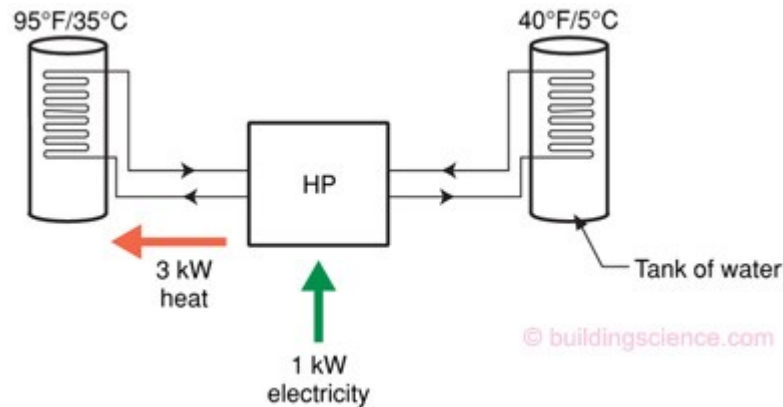 95°F/35°C
40°F/5°C
HP
3 kW
heat
Tank of water
1 kW
electricity
© buildingscience.com